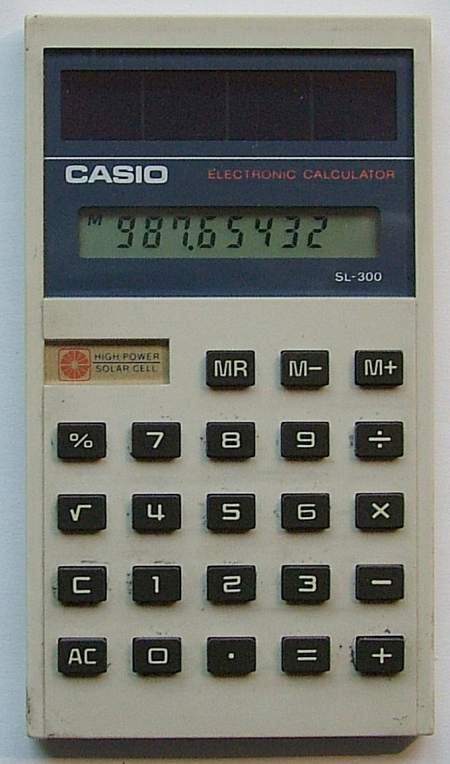 CASIO ELECTRONIC CALCULATOR
M 987.65432
SL-300
HIGH POWER
SOLAR CELL
MR M− M+
% 7 8 9 ÷
√ 4 5 6 ×
C 1 2 3 −
AC 0 . = +